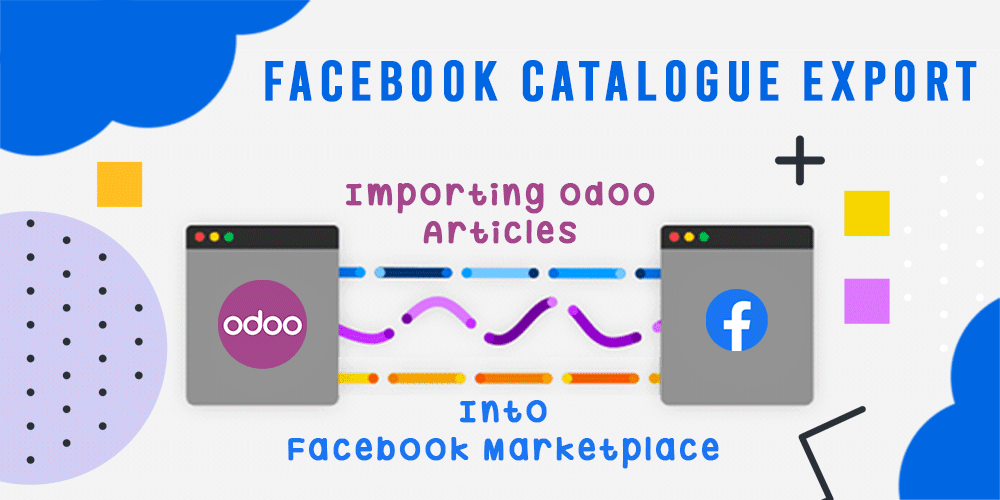 FACEBOOK CATALOGUE EXPORT
Importing Odoo
Articles
odoo
f
Into
Facebook Marketplace